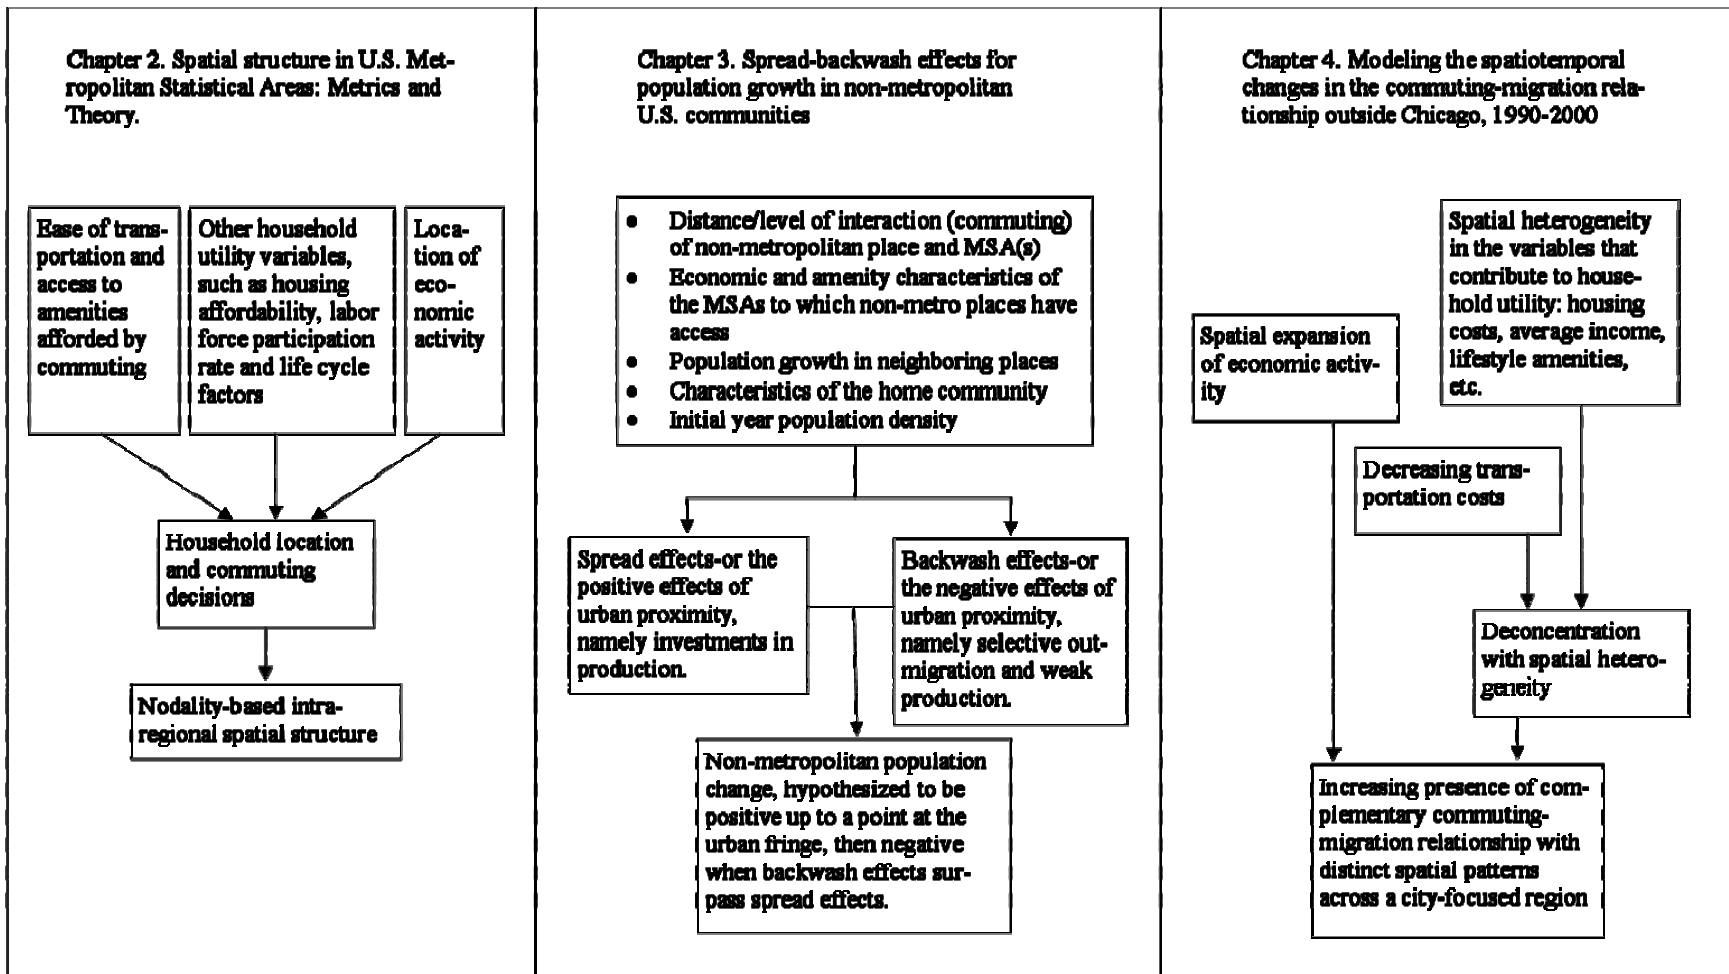 Chapter 2. Spatial structure in U.S. Met-
ropolitan Statistical Areas: Metrics and
Theory.
Ease of trans-
portation and
access to
amenities
afforded by
commuting
Other household
utility variables,
such as housing
affordability, labor
force participation
rate and life cycle
factors
Loca-
tion of
eco-
nomic
activity
Household location
and commuting
decisions
Nodality-based intra-
regional spatial structure
Chapter 3. Spread-backwash effects for
population growth in non-metropolitan
U.S. communities
• Distance/level of interaction (commuting)
of non-metropolitan place and MSA(s)
• Economic and amenity characteristics of
the MSAs to which non-metro places have
access
• Population growth in neighboring places
• Characteristics of the home community
• Initial year population density
Spread effects-or the
positive effects of
urban proximity,
namely investments in
production.
Backwash effects-or
the negative effects of
urban proximity,
namely selective out-
migration and weak
production.
Non-metropolitan population
change, hypothesized to be
positive up to a point at the
urban fringe, then negative
when backwash effects sur-
pass spread effects.
Chapter 4. Modeling the spatiotemporal
changes in the commuting-migration rela-
tionship outside Chicago, 1990-2000
Spatial heterogeneity
in the variables that
contribute to house-
hold utility: housing
costs, average income,
lifestyle amenities,
etc.
Spatial expansion
of economic activ-
ity
Decreasing trans-
portation costs
Deconcentration
with spatial hetero-
geneity
Increasing presence of com-
plementary commuting-
migration relationship with
distinct spatial patterns
across a city-focused region